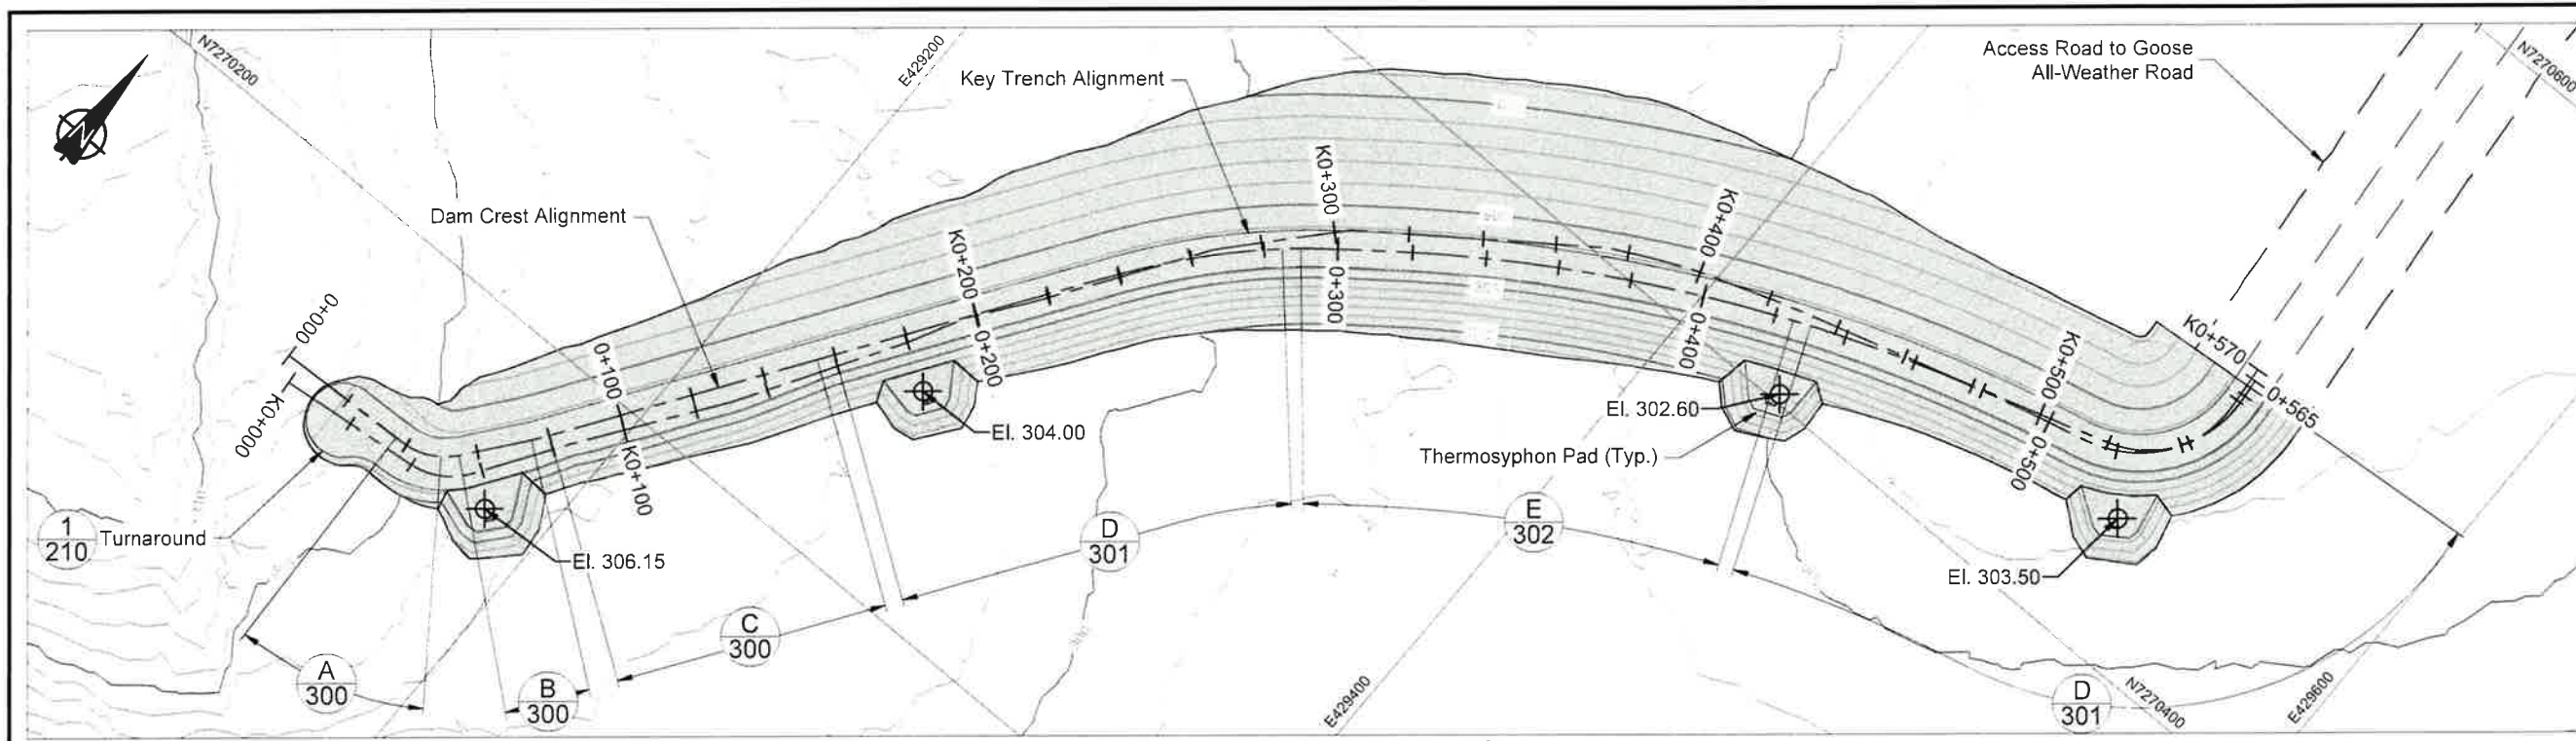 N7270200
E429200
Key Trench Alignment
Access Road to Goose
All-Weather Road
N7270600
N
Dam Crest Alignment
K0+300
K0+400
K0+200
0+300
0+000
K0+000
0+100
0+200
0+400
K0+500
K0+570
0+565
K0+100
0+500
El. 304.00
El. 302.60
Thermosyphon Pad (Typ.)
1
210
Turnaround
El. 306.15
D
301
E
302
El. 303.50
C
300
A
300
B
300
E429400
D
301
N7270400
E429600